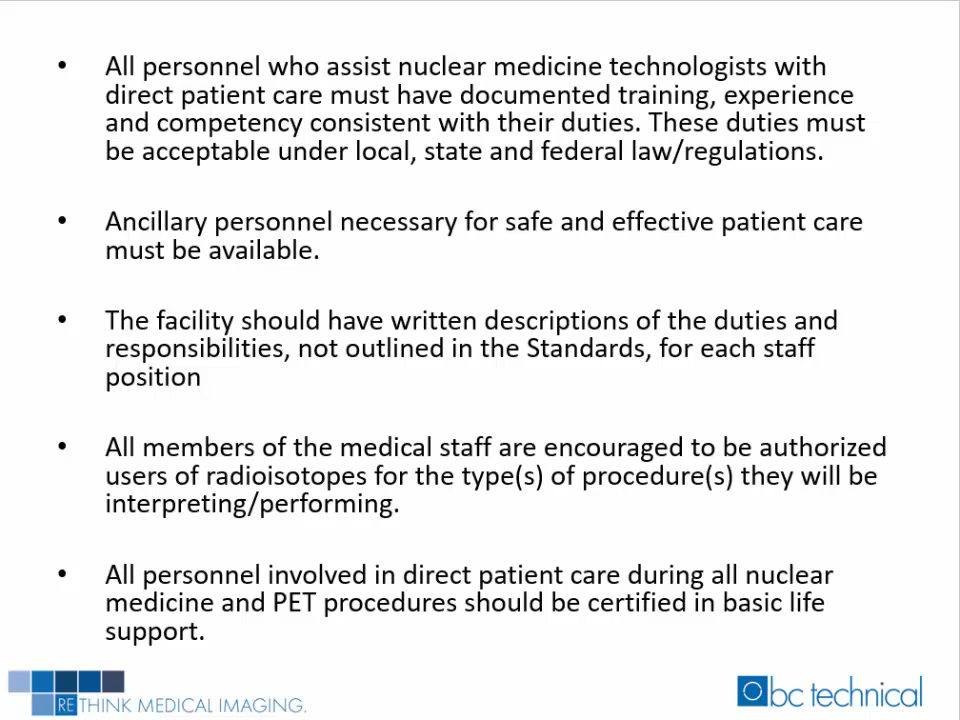 • All personnel who assist nuclear medicine technologists with
direct patient care must have documented training, experience
and competency consistent with their duties. These duties must
be acceptable under local, state and federal law/regulations.
• Ancillary personnel necessary for safe and effective patient care
must be available.
• The facility should have written descriptions of the duties and
responsibilities, not outlined in the Standards, for each staff
position
• All members of the medical staff are encouraged to be authorized
users of radioisotopes for the type(s) of procedure(s) they will be
interpreting/performing.
• All personnel involved in direct patient care during all nuclear
medicine and PET procedures should be certified in basic life
support.
RETHINK MEDICAL IMAGING.
bc technical